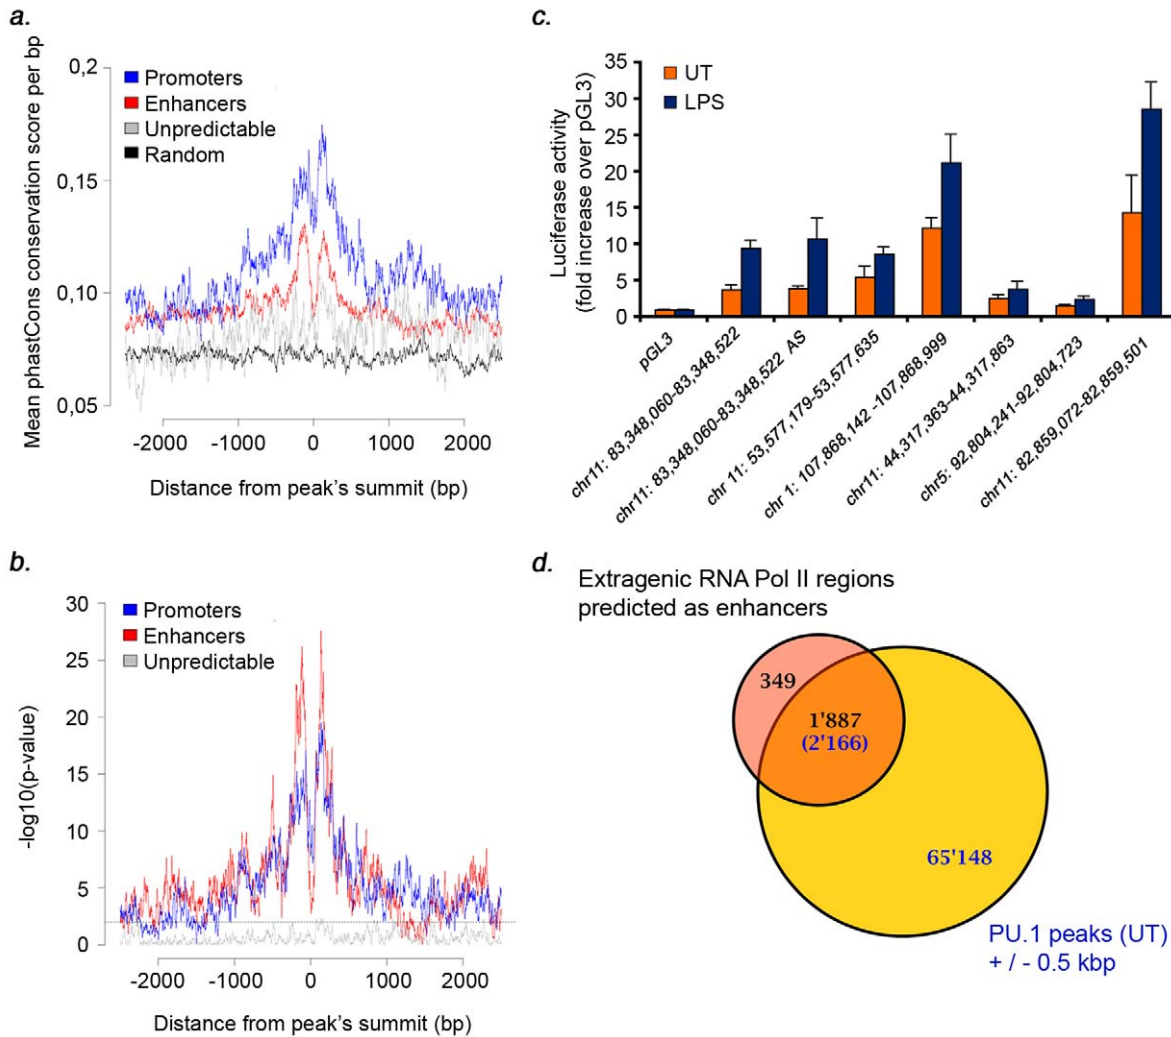 a.
Mean phastCons conservation score per bp
0,2
0,15
0,10
0,05
Promoters
Enhancers
Unpredictable
Random
-2000 -1000 0 1000 2000
Distance from peak's summit (bp)
b.
-log10(p-value)
30
25
20
15
10
5
0
Promoters
Enhancers
Unpredictable
-2000 -1000 0 1000 2000
Distance from peak's summit (bp)
c.
Luciferase activity
(fold increase over pGL3)
35
30
25
20
15
10
5
0
UT
LPS
pGL3
chr11: 83,348,060-83,348,522
chr11: 83,348,060-83,348,522 AS
chr 11: 53,577,179-53,577,635
chr 1: 107,868,142 -107,868,999
chr11: 44,317,363-44,317,863
chr5: 92,804,241-92,804,723
chr11: 82,859,072-82,859,501
d.
Extragenic RNA Pol II regions
predicted as enhancers
349
1'887
(2'166)
65'148
PU.1 peaks (UT)
+ / - 0.5 kbp